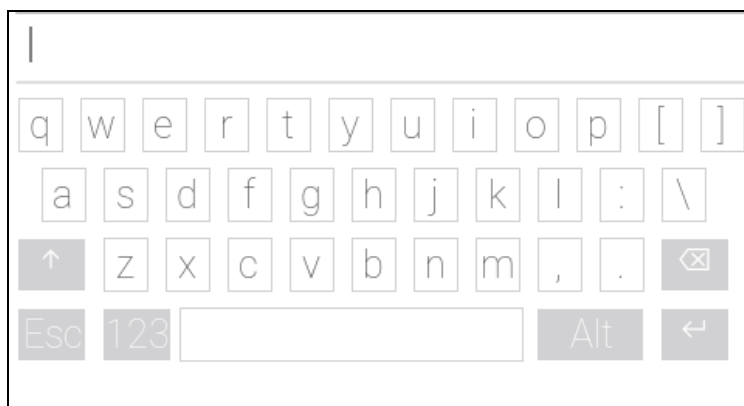 q w e r t y u i o p [ ]
a s d f g h j k l : \
↑ z x c v b n m , . ⌫
Esc 123 Alt ↵